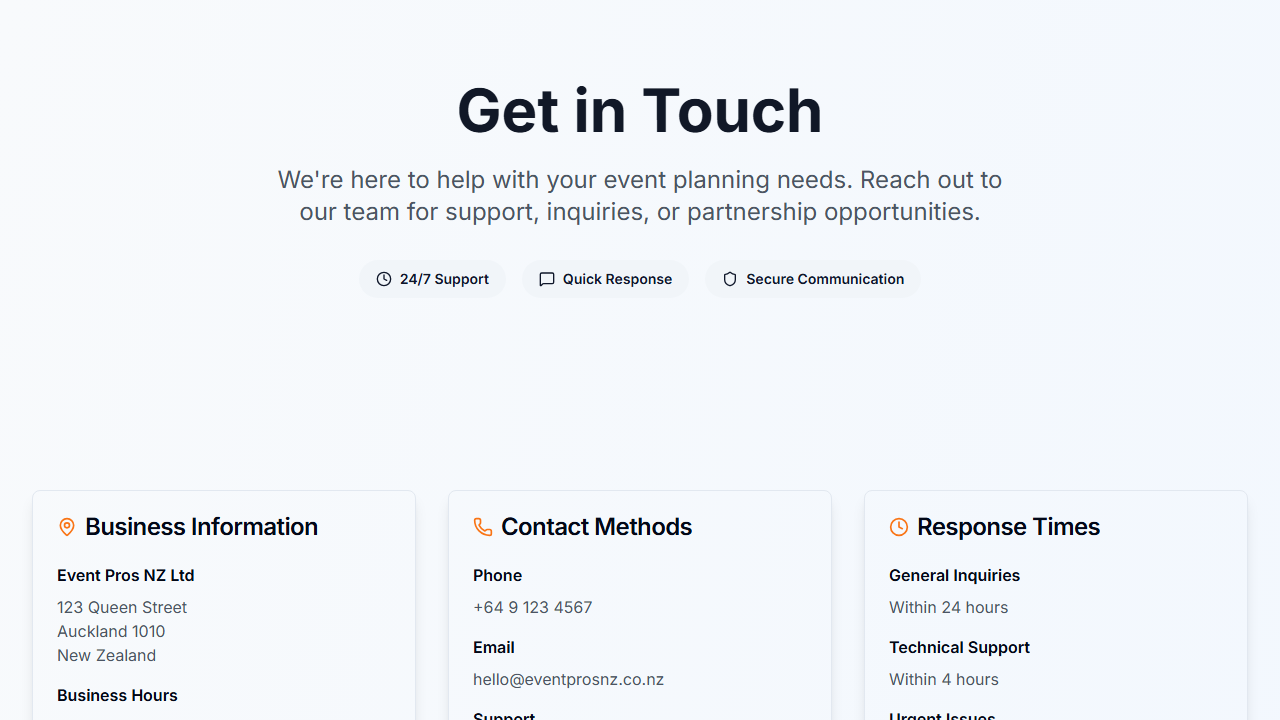 Get in Touch
We're here to help with your event planning needs. Reach out to
our team for support, inquiries, or partnership opportunities.
24/7 Support
Quick Response
Secure Communication
Business Information
Event Pros NZ Ltd
123 Queen Street
Auckland 1010
New Zealand
Business Hours
Contact Methods
Phone
+64 9 123 4567
Email
hello@eventprosnz.co.nz
Support
Response Times
General Inquiries
Within 24 hours
Technical Support
Within 4 hours
Urgent Issues